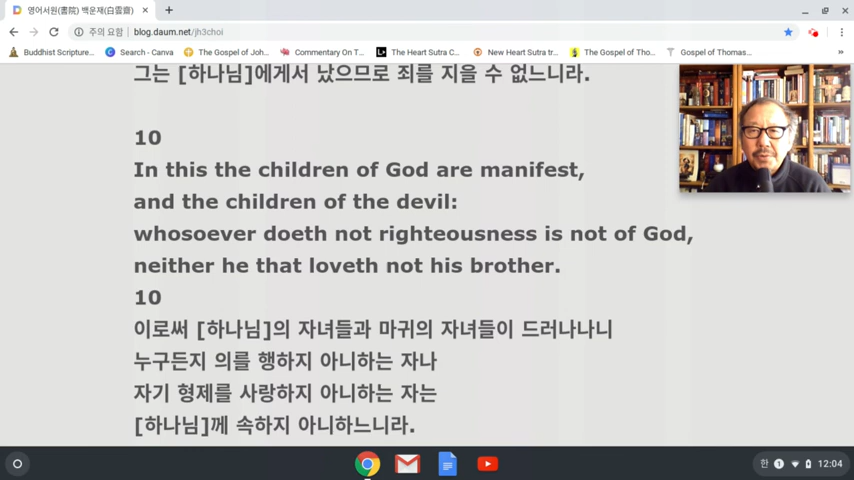 영어서원(書院) 백운재(白雲齋)
주의 요함 | blog.daum.net/jh3choi
Buddhist Scripture...
Search - Canva
The Gospel of Joh...
Commentary On T...
The Heart Sutra C...
New Heart Sutra tr...
The Gospel of Tho...
Gospel of Thomas...
»
그는 [하나님]에게서 났으므로 죄를 지을 수 없느니라.
10
In this the children of God are manifest,
and the children of the devil:
whosoever doeth not righteousness is not of God,
neither he that loveth not his brother.
10
이로써 [하나님]의 자녀들과 마귀의 자녀들이 드러나나니
누구든지 의를 행하지 아니하는 자나
자기 형제를 사랑하지 아니하는 자는
[하나님]께 속하지 아니하느니라.
한 1 12:04